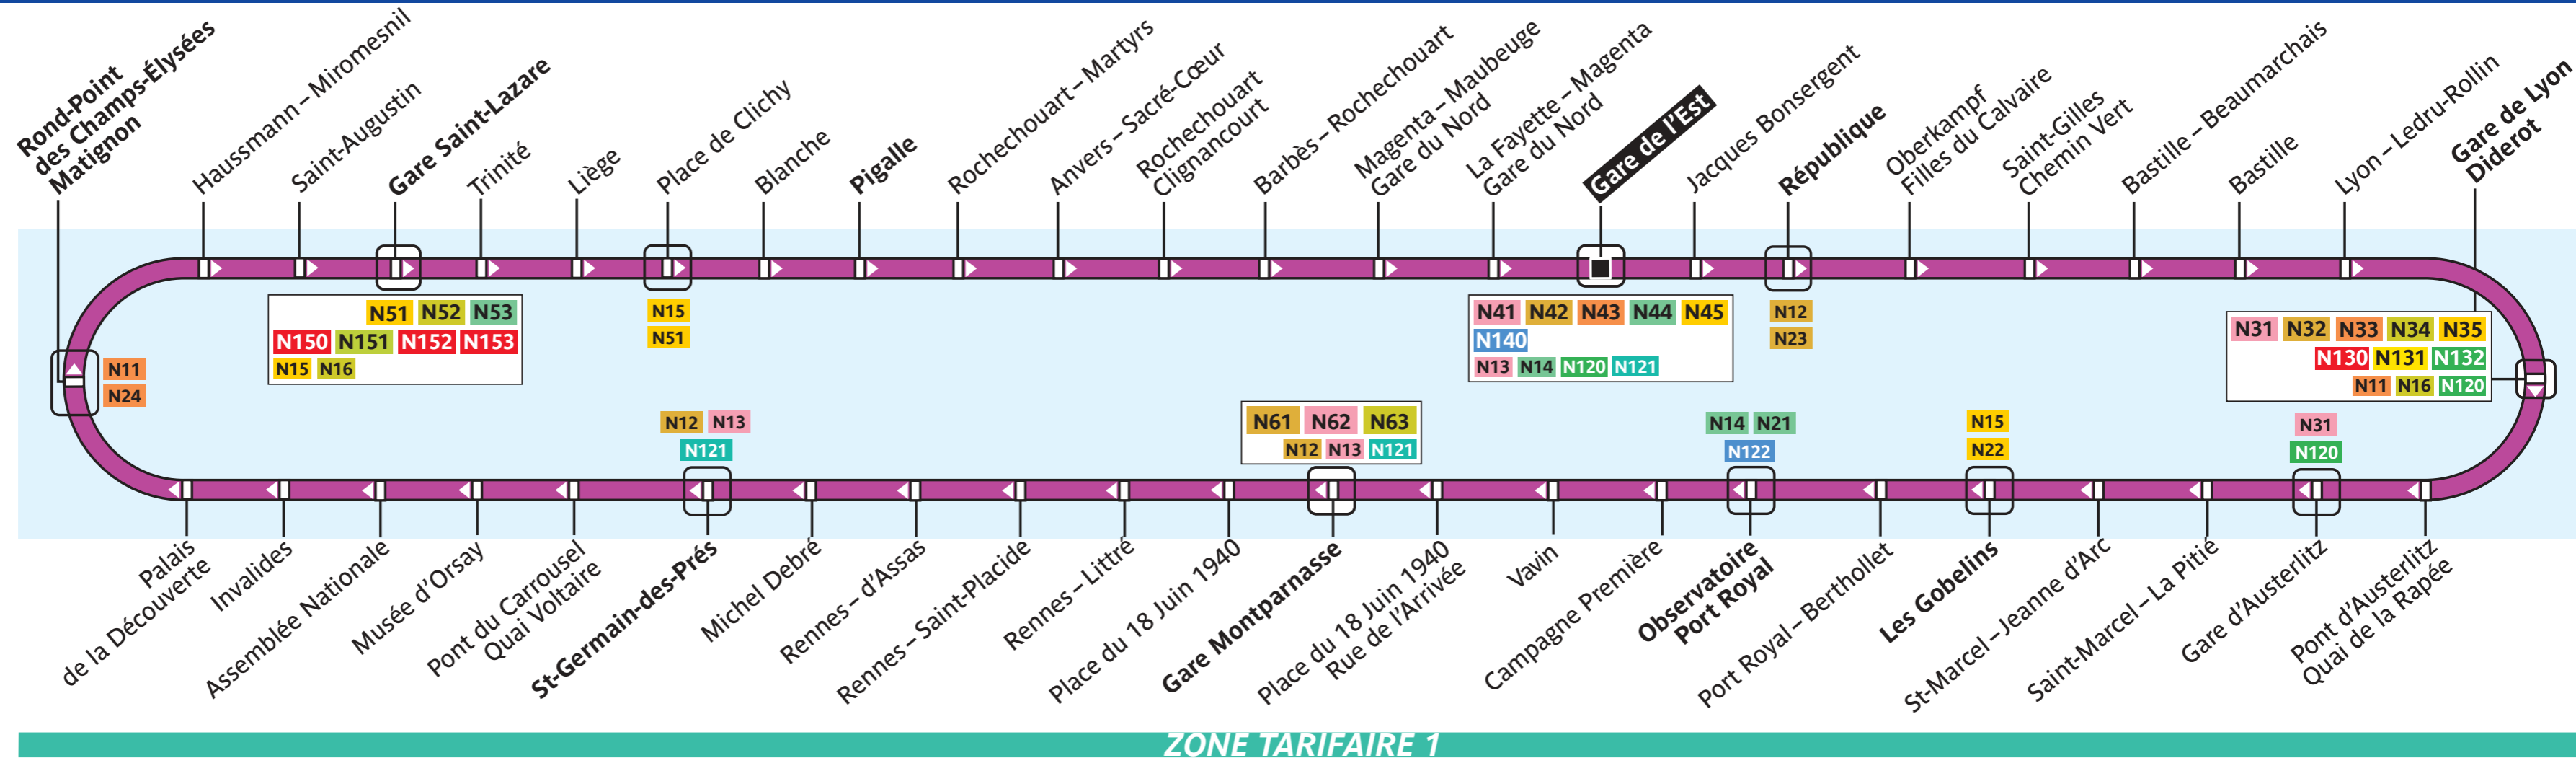 Rond-Point
des Champs-Élysées
Matignon
Haussmann – Miromesnil
Saint-Augustin
Gare Saint-Lazare
Trinité
Liège
Place de Clichy
Blanche
Pigalle
Rochechouart – Martyrs
Anvers – Sacré-Cœur
Rochechouart
Clignancourt
Barbès – Rochechouart
Magenta – Maubeuge
Gare du Nord
La Fayette – Magenta
Gare du Nord
Gare de l'Est
Jacques Bonsergent
République
Oberkampf
Filles du Calvaire
Saint-Gilles
Chemin Vert
Bastille – Beaumarchais
Bastille
Lyon – Ledru-Rollin
Gare de Lyon
Diderot
N11
N24
N51 N52 N53
N150 N151 N152 N153
N15 N16
N15
N51
N41 N42 N43 N44 N45
N140
N13 N14 N120 N121
N12
N23
N31 N32 N33 N34 N35
N130 N131 N132
N11 N16 N120
N12 N13
N121
N61 N62 N63
N12 N13 N121
N14 N21
N122
N15
N22
N31
N120
Palais
de la Découverte
Invalides
Assemblée Nationale
Musée d'Orsay
Pont du Carrousel
Quai Voltaire
St-Germain-des-Prés
Michel Debré
Rennes – d'Assas
Rennes – Saint-Placide
Rennes – Littré
Place du 18 Juin 1940
Gare Montparnasse
Place du 18 Juin 1940
Rue de l'Arrivée
Vavin
Campagne Première
Observatoire
Port Royal
Port Royal – Berthollet
Les Gobelins
St-Marcel – Jeanne d'Arc
Saint-Marcel – La Pitié
Gare d'Austerlitz
Pont d'Austerlitz
Quai de la Rapée
ZONE TARIFAIRE 1